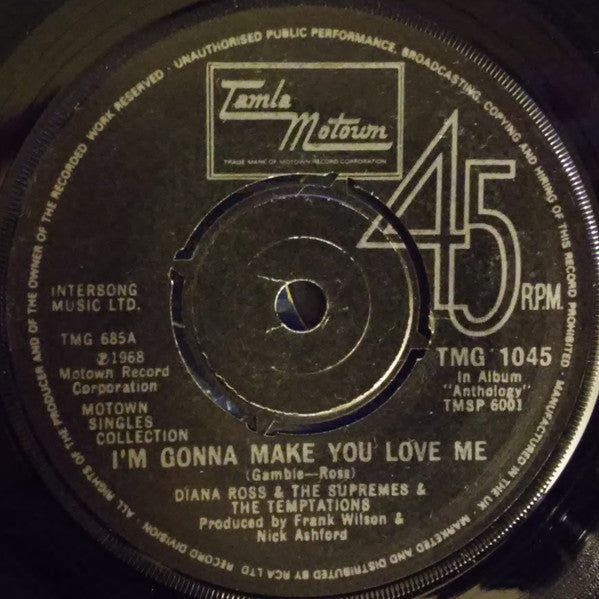 ALL RIGHTS OF THE PRODUCER AND OF THE OWNER OF THE RECORDED WORK RESERVED · UNAUTHORISED PUBLIC PERFORMANCE, BROADCASTING, COPYING AND HIRING OF THIS RECORD PROHIBITED
Tamla
Motown
TRADE MARK OF MOTOWN RECORD CORPORATION
45
R.P.M.
INTERSONG
MUSIC LTD.
TMG 685A
℗1968
Motown Record
Corporation
MOTOWN
SINGLES
COLLECTION
TMG 1045
In Album
"Anthology"
TMSP 6001
I'M GONNA MAKE YOU LOVE ME
(Gamble—Ross)
DIANA ROSS & THE SUPREMES &
THE TEMPTATIONS
Produced by Frank Wilson &
Nick Ashford
MANUFACTURED IN THE UK · MARKETED AND DISTRIBUTED BY RCA LTD RECORD DIVISION ·